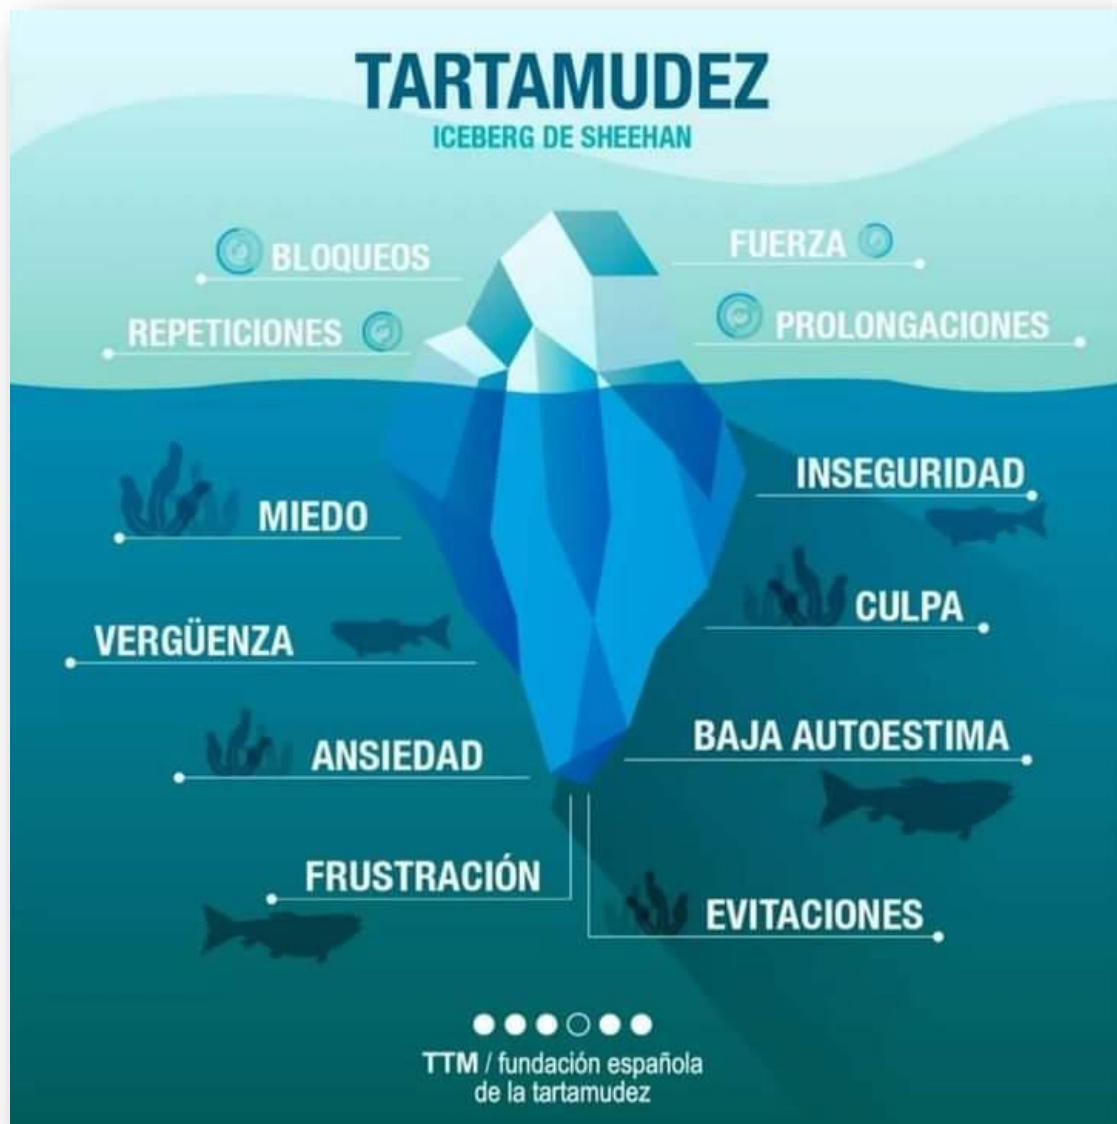 TARTAMUDEZ
ICEBERG DE SHEEHAN
BLOQUEOS
FUERZA
REPETICIONES
PROLONGACIONES
INSEGURIDAD
MIEDO
CULPA
VERGÜENZA
BAJA AUTOESTIMA
ANSIEDAD
FRUSTRACIÓN
EVITACIONES
TTM / fundación española
de la tartamudez